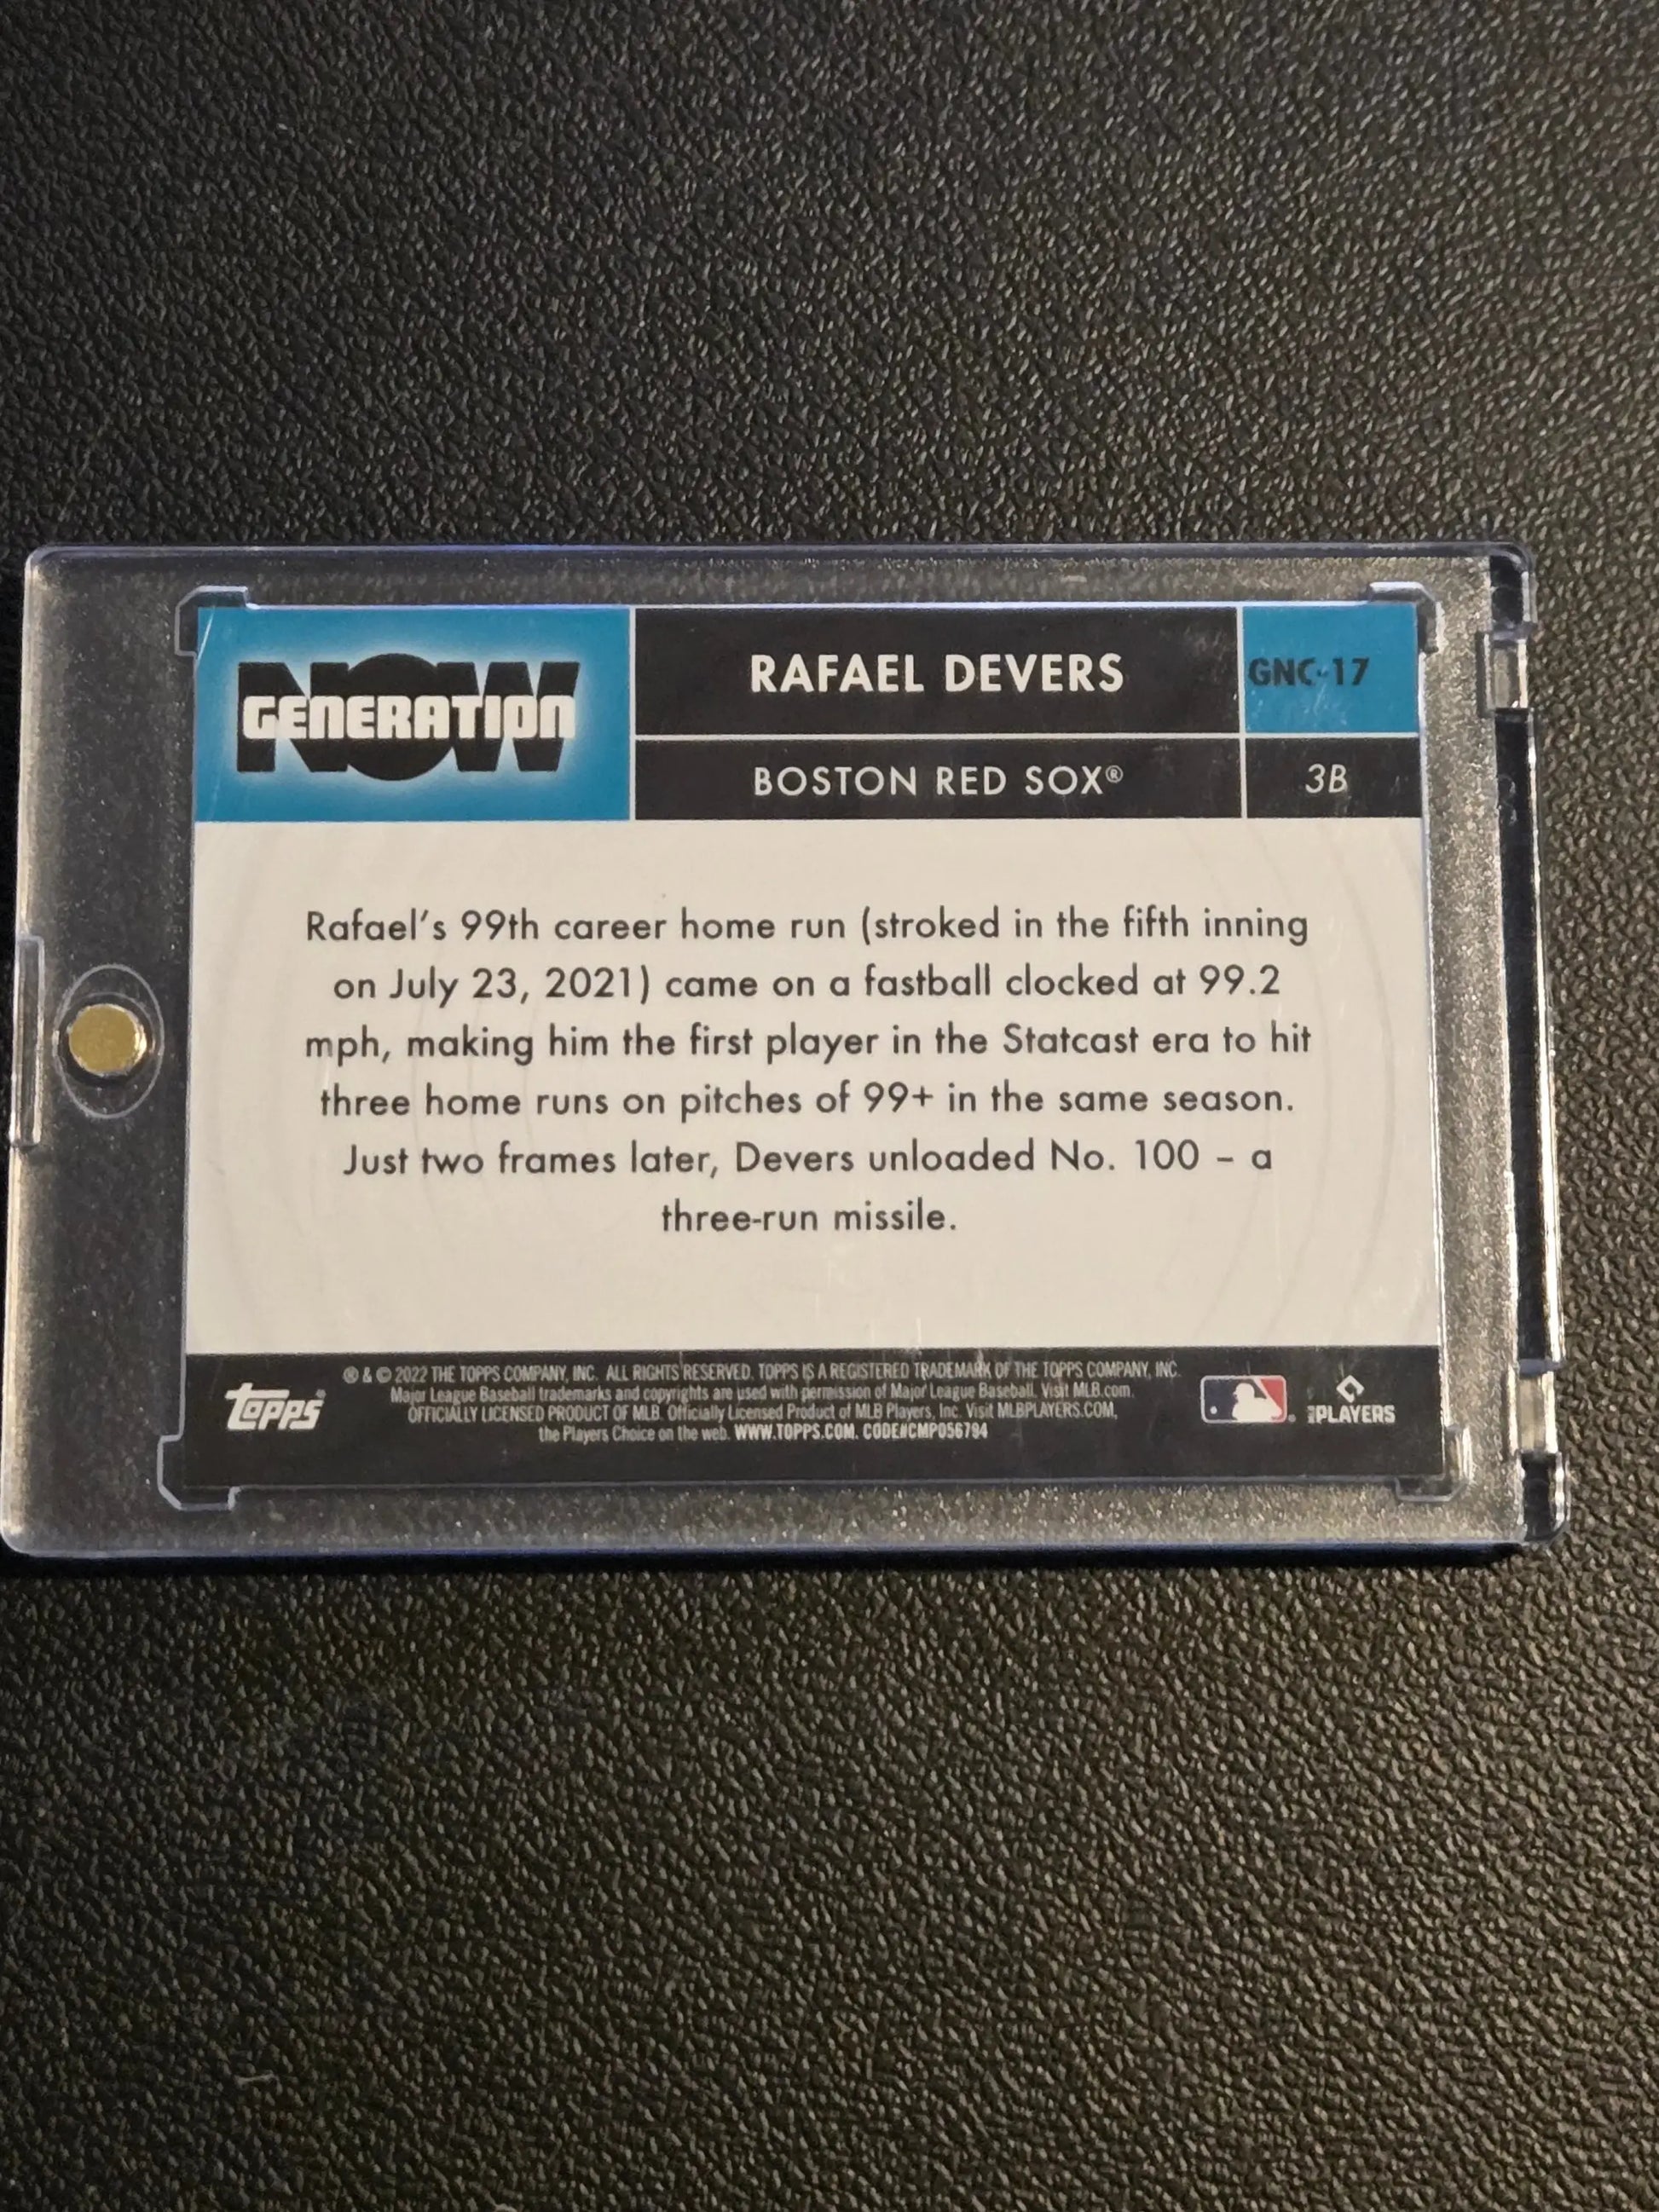 NOW
GENERATION
RAFAEL DEVERS
GNC-17
BOSTON RED SOX®
3B
Rafael's 99th career home run (stroked in the fifth inning
on July 23, 2021) came on a fastball clocked at 99.2
mph, making him the first player in the Statcast era to hit
three home runs on pitches of 99+ in the same season.
Just two frames later, Devers unloaded No. 100 – a
three-run missile.
topps®
® & © 2022 THE TOPPS COMPANY, INC. ALL RIGHTS RESERVED. TOPPS IS A REGISTERED TRADEMARK OF THE TOPPS COMPANY, INC.
Major League Baseball trademarks and copyrights are used with permission of Major League Baseball. Visit MLB.com.
OFFICIALLY LICENSED PRODUCT OF MLB. Officially Licensed Product of MLB Players, Inc. Visit MLBPLAYERS.COM,
the Players Choice on the web. WWW.TOPPS.COM. CODE#CMP056794
PLAYERS